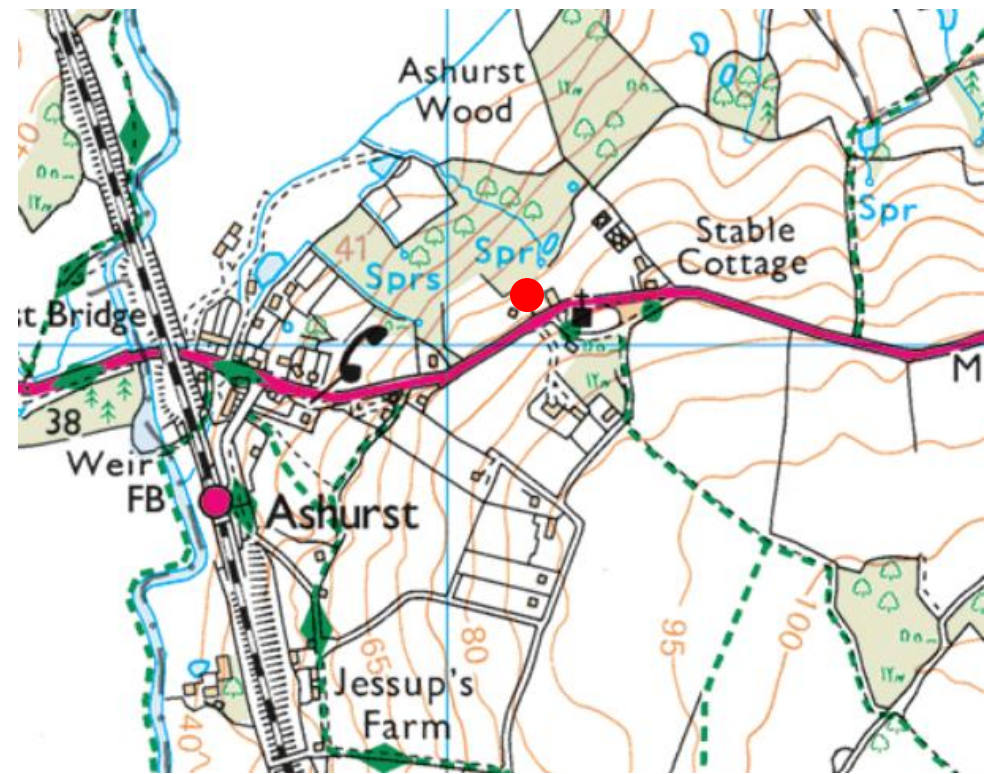 Ashurst
Wood
41
Sprs
Spr
Stable
Cottage
Spr
st Bridge
M
38
Weir
FB
Ashurst
65
80
95
100
Jessup's
Farm
40